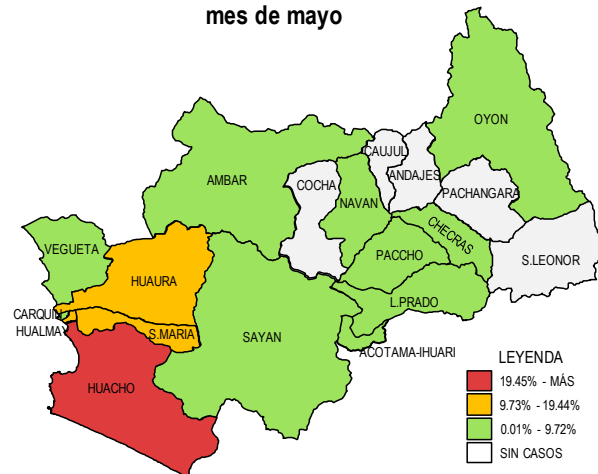 mes de mayo
OYON
CAUJUL
ANDAJES
AMBAR
COCHA
NAVAN
PACHANGARA
CHECRAS
VEGUETA
PACCHO
S.LEONOR
HUAURA
L.PRADO
CARQUI
HUALMA
S.MARIA
SAYAN
ACOTAMA-IHUARI
HUACHO
LEYENDA
19.45% - MÁS
9.73% - 19.44%
0.01% - 9.72%
SIN CASOS